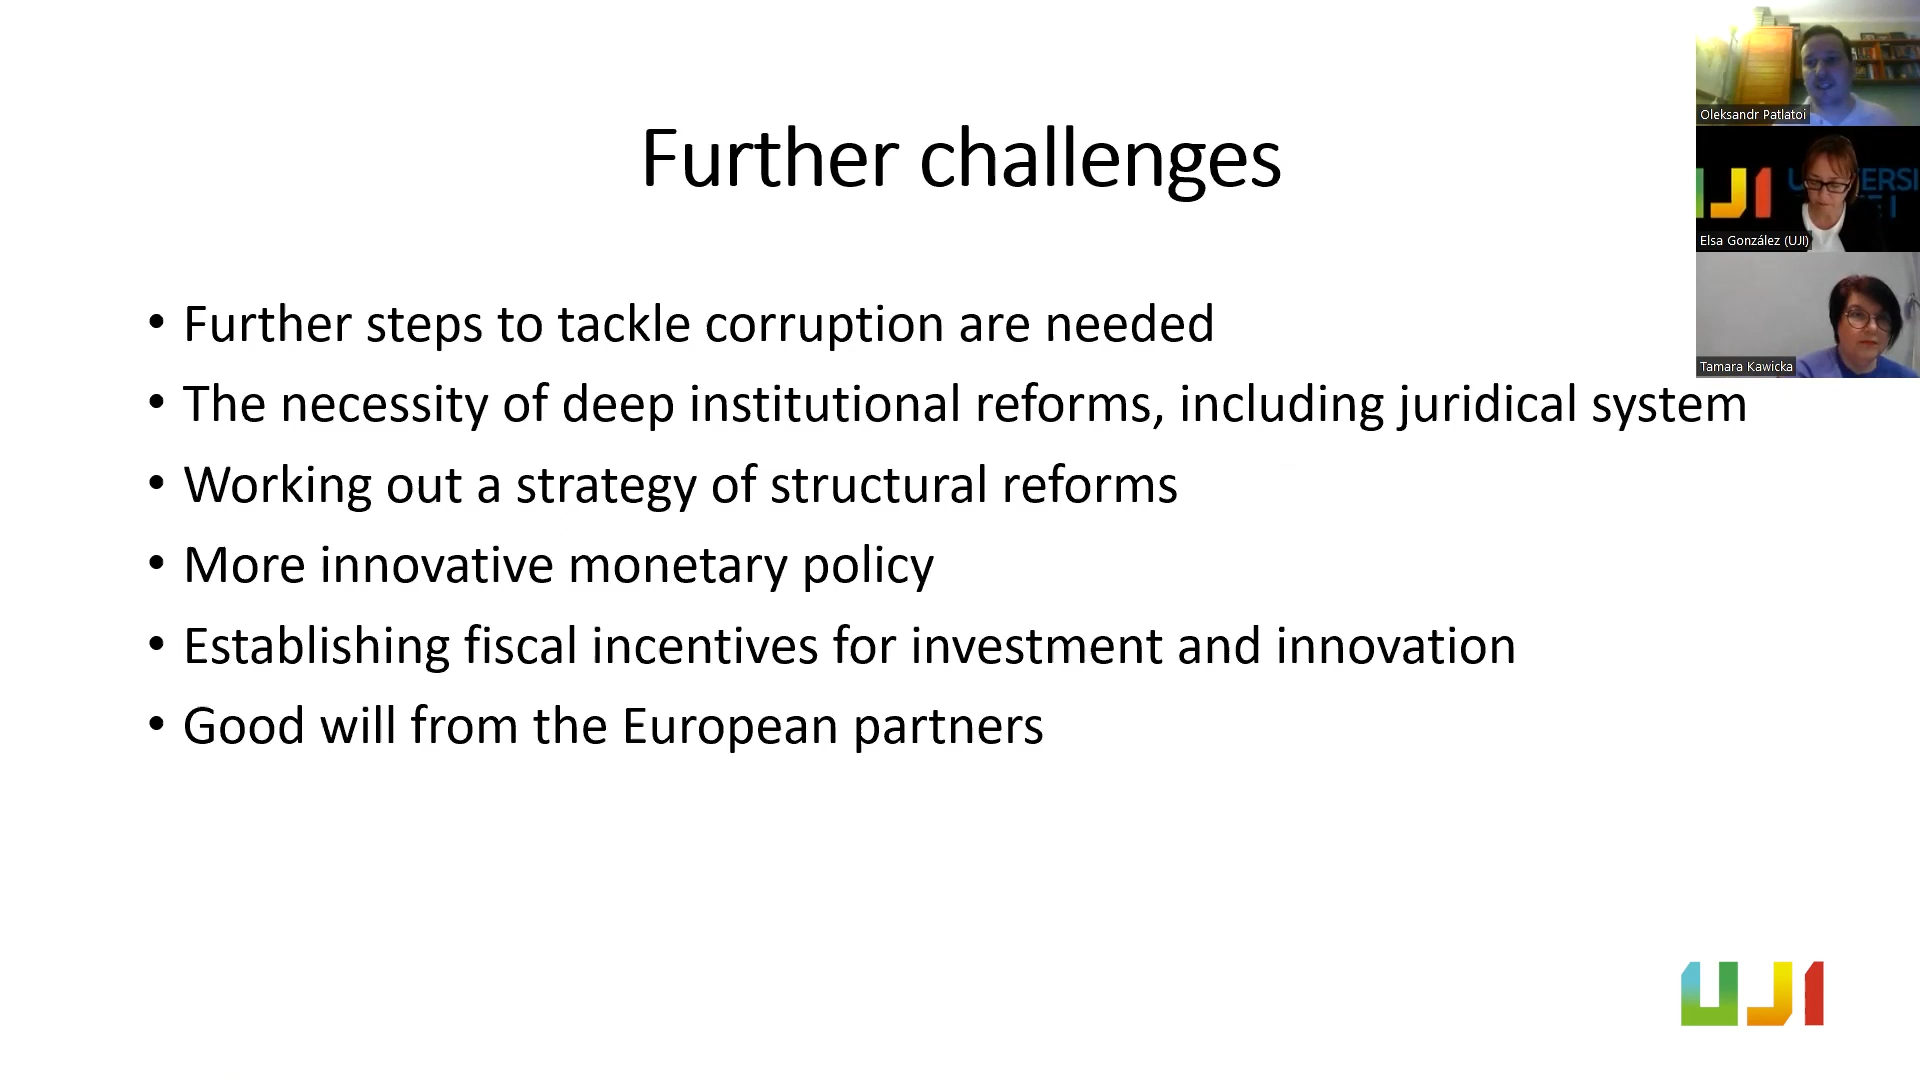 Further challenges
• Further steps to tackle corruption are needed
• The necessity of deep institutional reforms, including juridical system
• Working out a strategy of structural reforms
• More innovative monetary policy
• Establishing fiscal incentives for investment and innovation
• Good will from the European partners
Oleksandr Patlatoi
UJI
Elsa González (UJI)
Tamara Kawicka
UJI